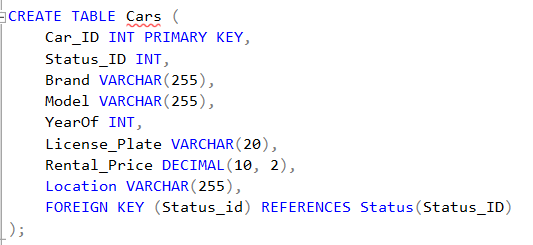 CREATE TABLE Cars (
Car_ID INT PRIMARY KEY,
Status_ID INT,
Brand VARCHAR(255),
Model VARCHAR(255),
YearOf INT,
License_Plate VARCHAR(20),
Rental_Price DECIMAL(10, 2),
Location VARCHAR(255),
FOREIGN KEY (Status_id) REFERENCES Status(Status_ID)
);